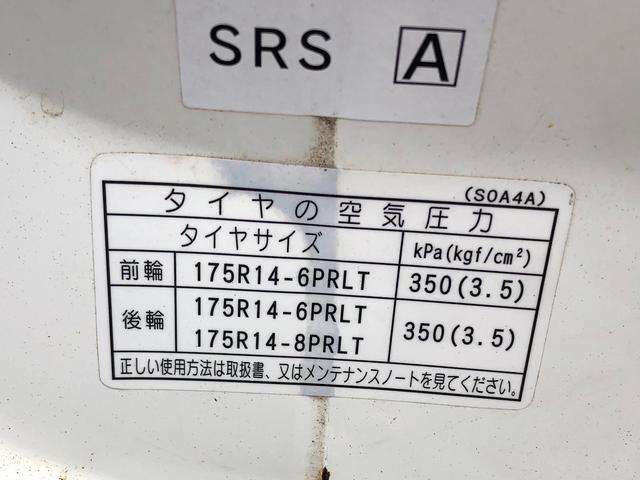 SRS A
(S0A4A)
タイヤの空気圧力
タイヤサイズ kPa(kgf/cm²)
前輪 175R14-6PRLT 350(3.5)
後輪 175R14-6PRLT 350(3.5)
175R14-8PRLT
正しい使用方法は取扱書、又はメンテナンスノートを見てください。